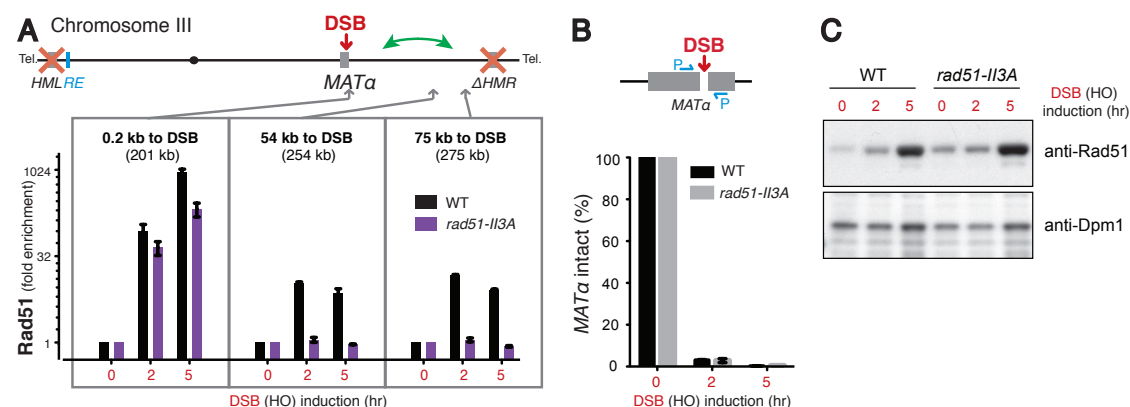 A Chromosome III
DSB
Tel. Tel.
HML RE MATα ΔHMR
0.2 kb to DSB 54 kb to DSB 75 kb to DSB
(201 kb) (254 kb) (275 kb)
Rad51 (fold enrichment)
1024
32
1
WT
rad51-II3A
0 2 5 0 2 5 0 2 5
DSB (HO) induction (hr)
B
DSB
P
MATα P
MATα intact (%)
100
80
60
40
20
0
WT
rad51-II3A
0 2 5
DSB (HO) induction (hr)
C
WT rad51-II3A
0 2 5 0 2 5
DSB (HO)
induction (hr)
anti-Rad51
anti-Dpm1